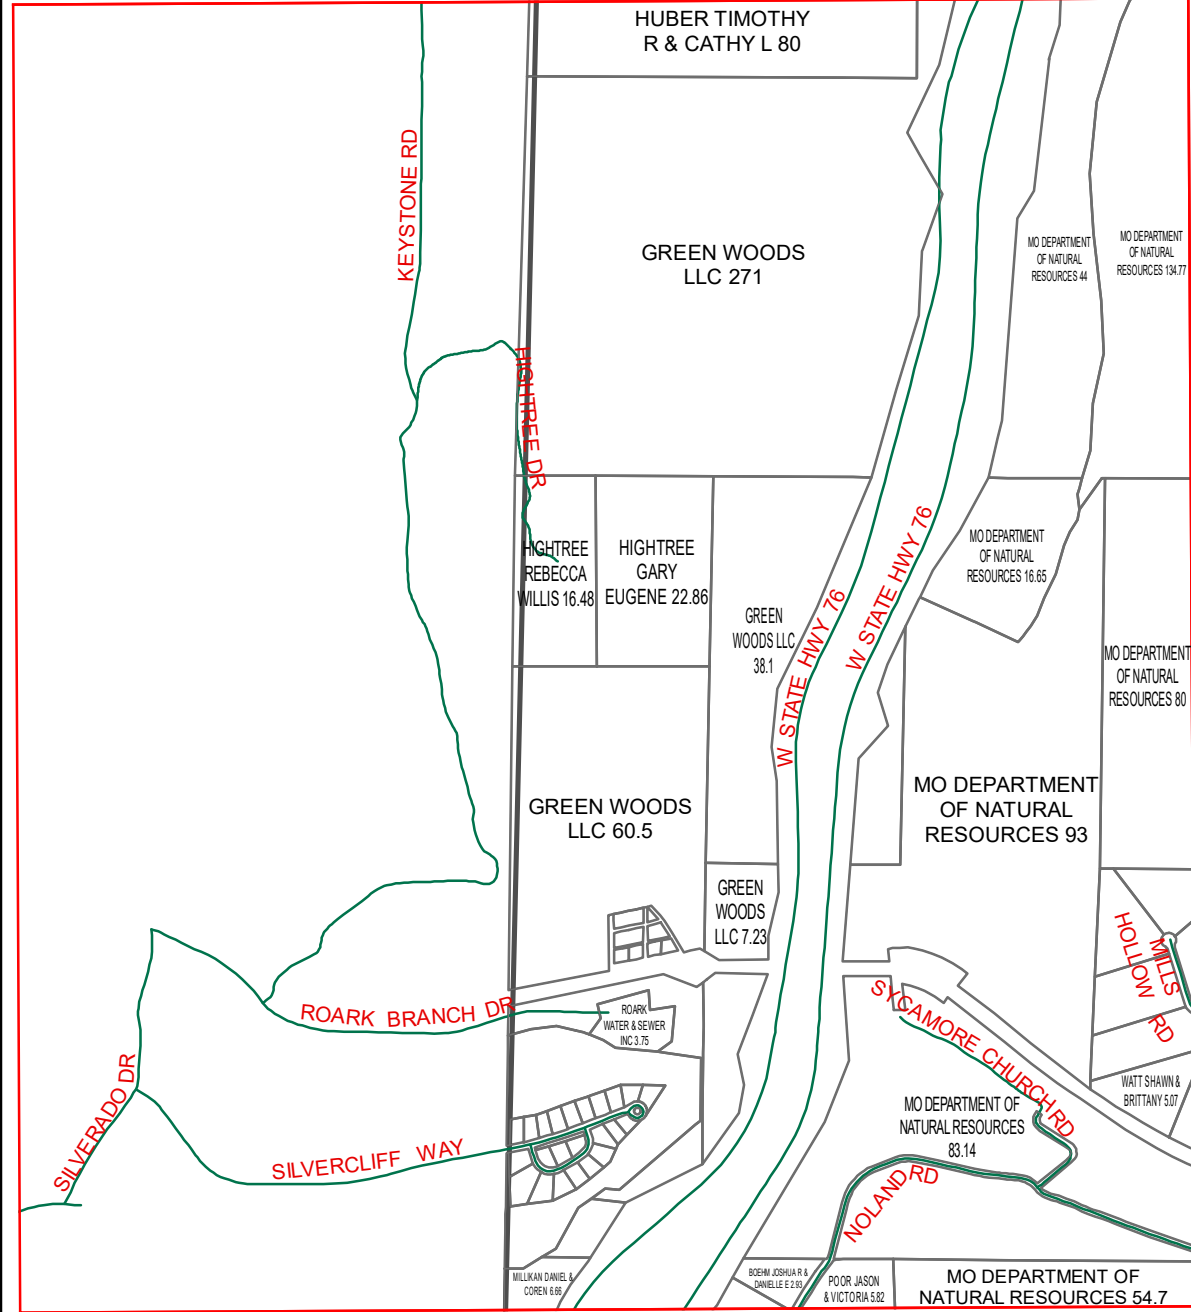 HUBER TIMOTHY
R & CATHY L 80
KEYSTONE RD
GREEN WOODS
LLC 271
MO DEPARTMENT
OF NATURAL
RESOURCES 44
MO DEPARTMENT
OF NATURAL
RESOURCES 134.77
HIGHTREE DR
HIGHTREE
REBECCA
WILLIS 16.48
HIGHTREE
GARY
EUGENE 22.86
GREEN
WOODS LLC
38.1
W STATE HWY 76
W STATE HWY 76
MO DEPARTMENT
OF NATURAL
RESOURCES 16.65
MO DEPARTMENT
OF NATURAL
RESOURCES 80
GREEN WOODS
LLC 60.5
MO DEPARTMENT
OF NATURAL
RESOURCES 93
GREEN
WOODS
LLC 7.23
MILLS
HOLLOW RD
ROARK BRANCH DR
ROARK
WATER & SEWER
INC 3.75
SYCAMORE CHURCH RD
SILVERADO DR
SILVERCLIFF WAY
MO DEPARTMENT OF
NATURAL RESOURCES
83.14
WATT SHAWN &
BRITTANY 5.07
NOLAND RD
MILLIKAN DANIEL &
COREN 6.66
BOEHM JOSHUA R &
DANIELLE E 2.93
POOR JASON
& VICTORIA 5.82
MO DEPARTMENT OF
NATURAL RESOURCES 54.7